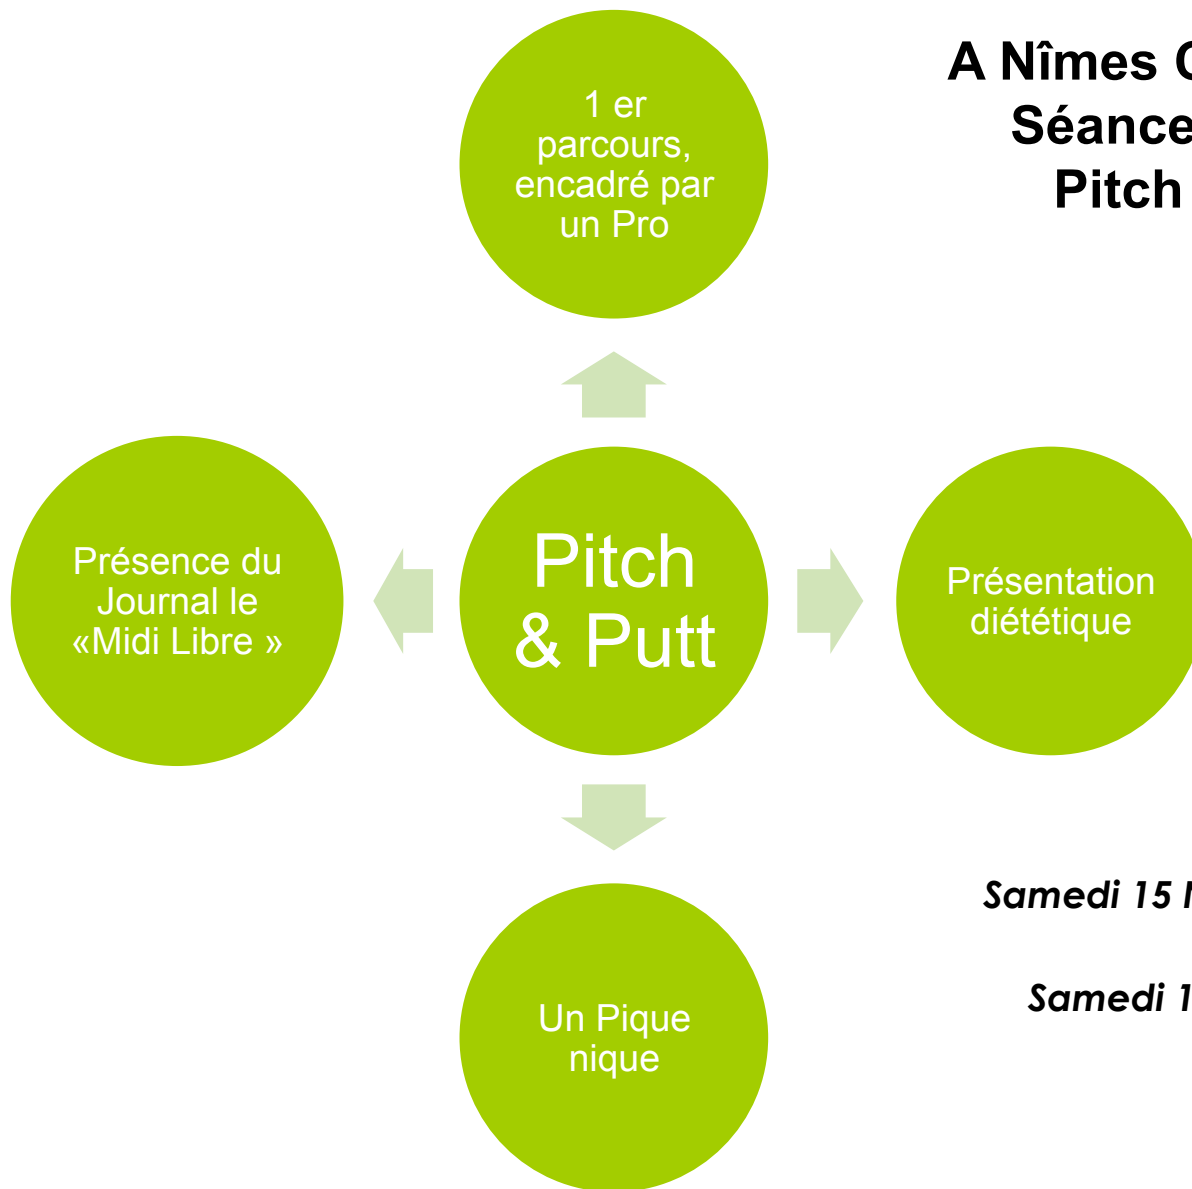 A Nîmes
Séance
Pitch
1 er
parcours,
encadré par
un Pro
Présence du
Journal le
«Midi Libre »
Pitch
& Putt
Présentation
diététique
Samedi 15
Samedi
Un Pique
nique